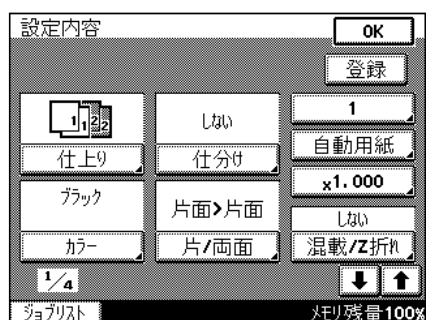 設定内容
OK
登録
1122
しない
1
仕上り
仕分け
自動用紙
ブラック
片面>片面
x1.000
カラー
片/両面
しない
混載/Z折れ
1/4
ジョブリスト
メモリ残量100%